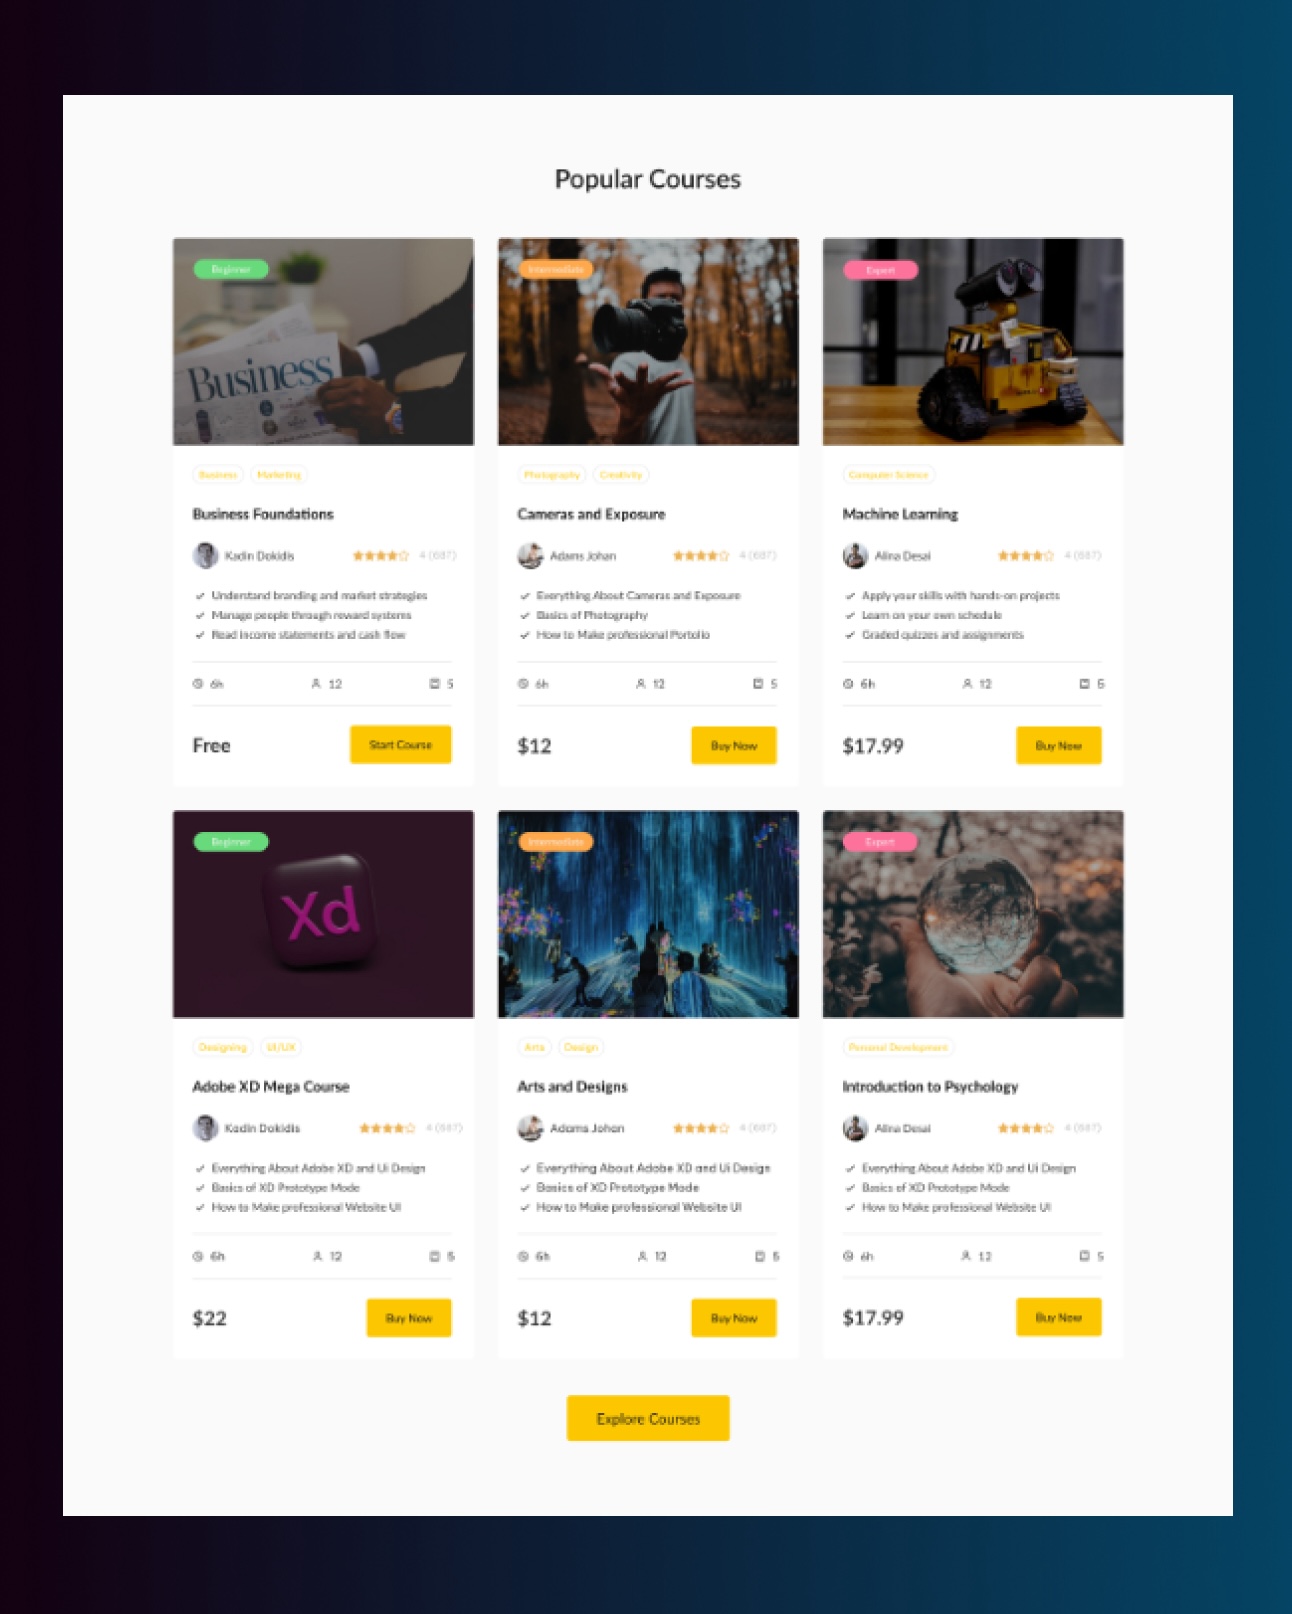 Popular Courses
Beginner
Business
Business Marketing
Business Foundations
Kadin Dokidis 4 (687)
Understand branding and market strategies
Manage people through reward systems
Read income statements and cash flow
6h 12 5
Free Start Course
Intermediate
Photography Creativity
Cameras and Exposure
Adams Johan 4 (687)
Everything About Cameras and Exposure
Basics of Photography
How to Make professional Portolio
6h 12 5
$12 Buy Now
Expert
Computer Science
Machine Learning
Alina Desai 4 (687)
Apply your skills with hands-on projects
Learn on your own schedule
Graded quizzes and assignments
6h 12 5
$17.99 Buy Now
Beginner
Xd
Designing UI/UX
Adobe XD Mega Course
Kadin Dokidis 4 (687)
Everything About Adobe XD and Ui Design
Basics of XD Prototype Mode
How to Make professional Website UI
6h 12 5
$22 Buy Now
Intermediate
Arts Design
Arts and Designs
Adams Johan 4 (687)
Everything About Adobe XD and Ui Design
Basics of XD Prototype Mode
How to Make professional Website UI
6h 12 5
$12 Buy Now
Expert
Personal Development
Introduction to Psychology
Alina Desai 4 (687)
Everything About Adobe XD and Ui Design
Basics of XD Prototype Mode
How to Make professional Website UI
6h 12 5
$17.99 Buy Now
Explore Courses